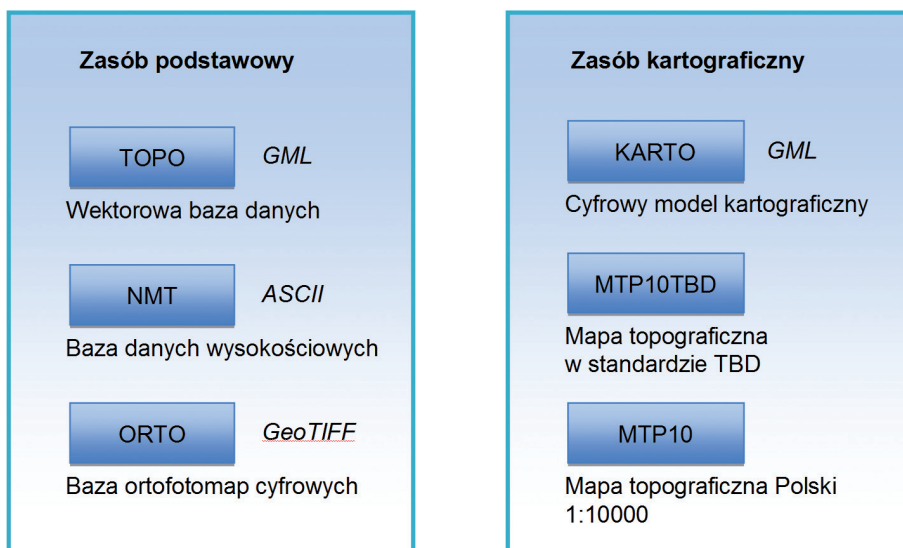 Zasób podstawowy
TOPO GML
Wektorowa baza danych
NMT ASCII
Baza danych wysokościowych
ORTO GeoTIFF
Baza ortofotomap cyfrowych
Zasób kartograficzny
KARTO GML
Cyfrowy model kartograficzny
MTP10TBD
Mapa topograficzna
w standardzie TBD
MTP10
Mapa topograficzna Polski
1:10000